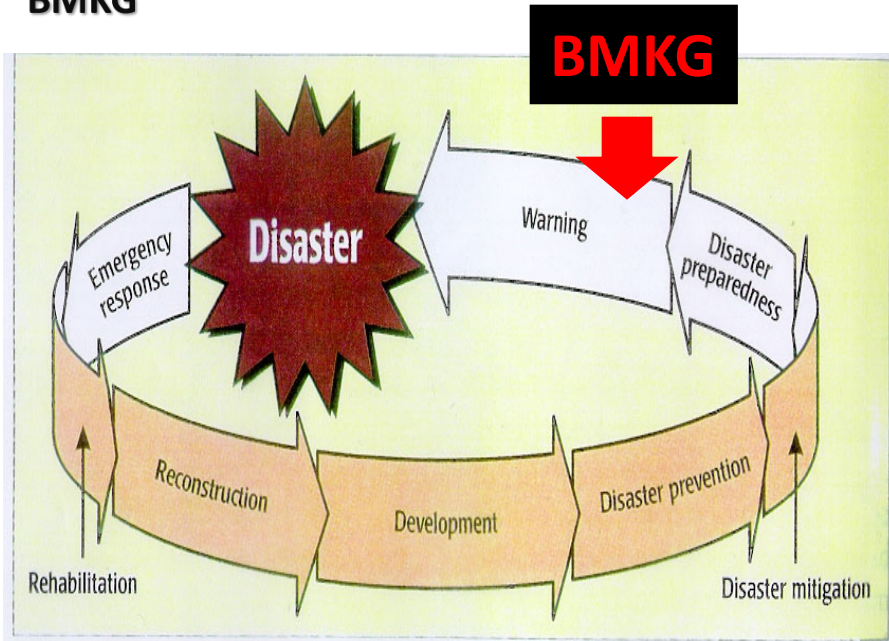 BMKG
BMKG
Disaster
Warning
Disaster
preparedness
Emergency
response
Reconstruction
Development
Disaster prevention
Rehabilitation
Disaster mitigation